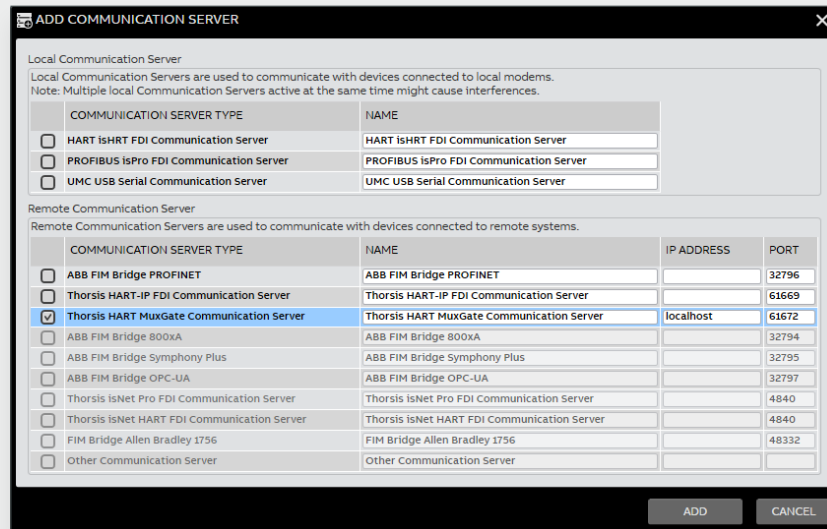 ADD COMMUNICATION SERVER
Local Communication Server
Local Communication Servers are used to communicate with devices connected to local modems.
Note: Multiple local Communication Servers active at the same time might cause interferences.
COMMUNICATION SERVER TYPE NAME
HART isHRT FDI Communication Server HART isHRT FDI Communication Server
PROFIBUS isPro FDI Communication Server PROFIBUS isPro FDI Communication Server
UMC USB Serial Communication Server UMC USB Serial Communication Server
Remote Communication Server
Remote Communication Servers are used to communicate with devices connected to remote systems.
COMMUNICATION SERVER TYPE NAME IP ADDRESS PORT
ABB FIM Bridge PROFINET ABB FIM Bridge PROFINET 32796
Thorsis HART-IP FDI Communication Server Thorsis HART-IP FDI Communication Server 61669
Thorsis HART MuxGate Communication Server Thorsis HART MuxGate Communication Server localhost 61672
ABB FIM Bridge 800xA ABB FIM Bridge 800xA 32794
ABB FIM Bridge Symphony Plus ABB FIM Bridge Symphony Plus 32795
ABB FIM Bridge OPC-UA ABB FIM Bridge OPC-UA 32797
Thorsis isNet Pro FDI Communication Server Thorsis isNet Pro FDI Communication Server 4840
Thorsis isNet HART FDI Communication Server Thorsis isNet HART FDI Communication Server 4840
FIM Bridge Allen Bradley 1756 FIM Bridge Allen Bradley 1756 48332
Other Communication Server Other Communication Server
ADD CANCEL